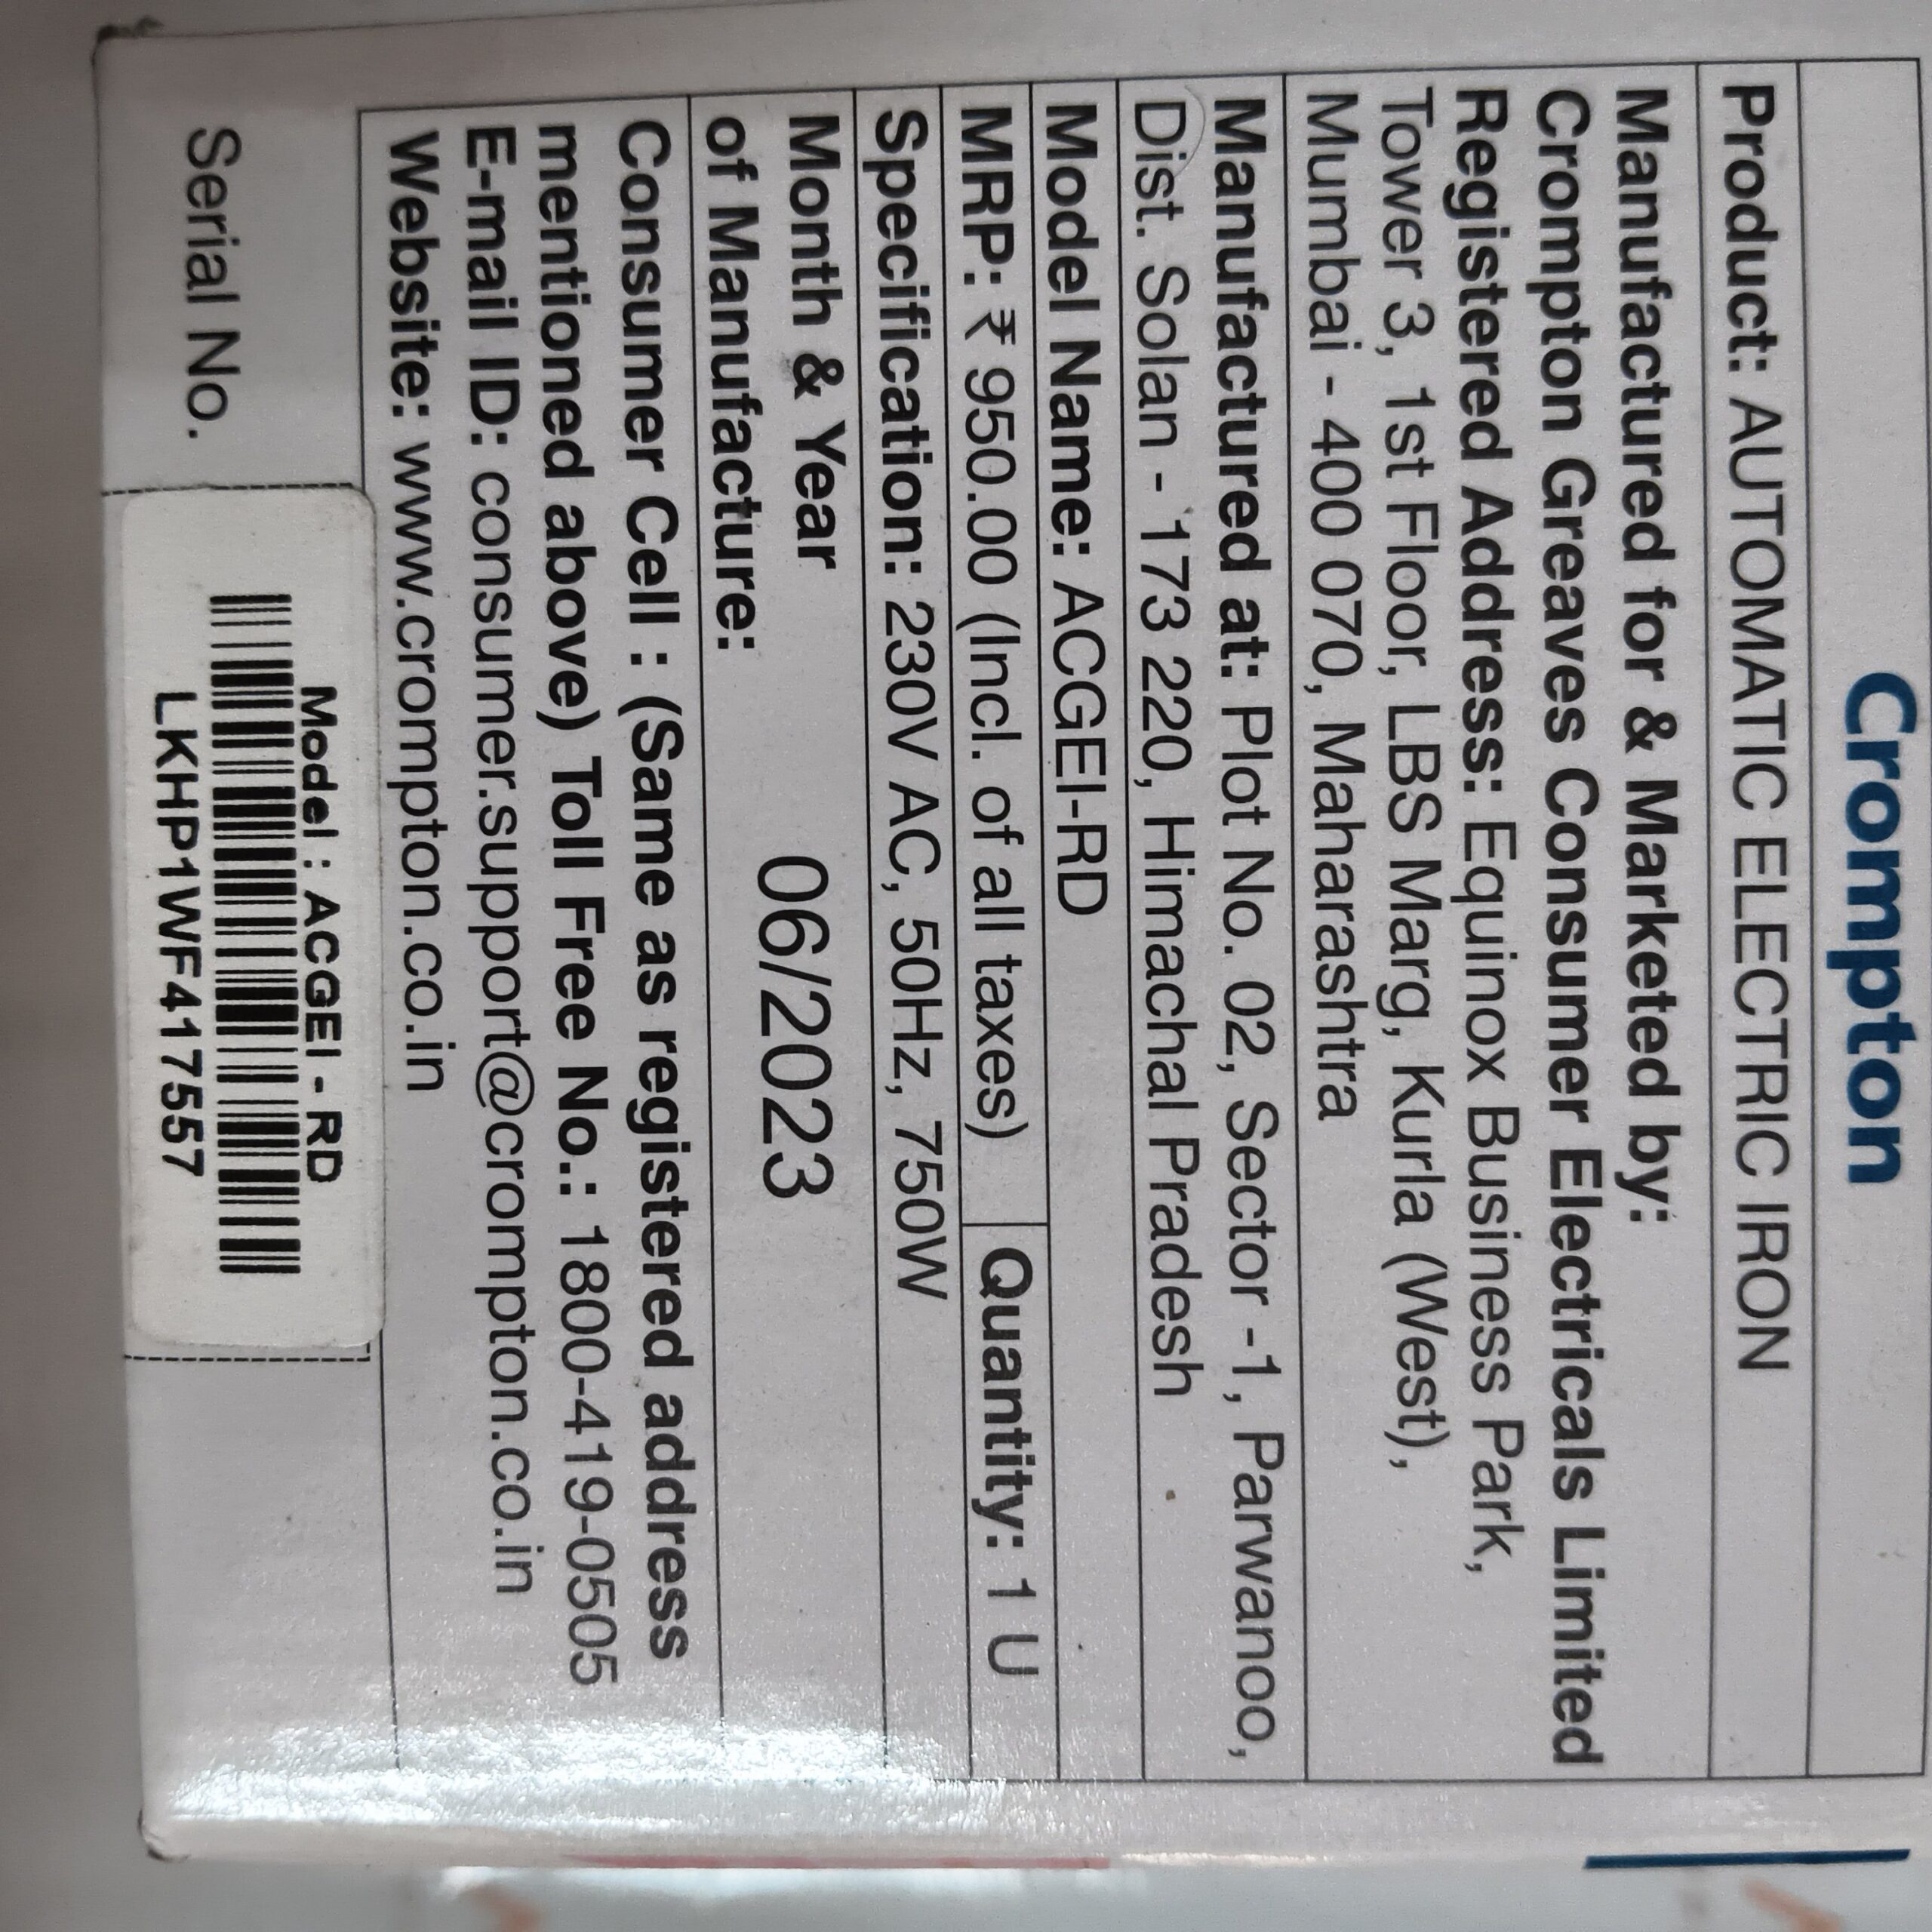 Crompton
Product: AUTOMATIC ELECTRIC IRON
Manufactured for & Marketed by:
Crompton Greaves Consumer Electricals Limited
Registered Address: Equinox Business Park,
Tower 3, 1st Floor, LBS Marg, Kurla (West),
Mumbai - 400 070, Maharashtra
Manufactured at: Plot No. 02, Sector -1, Parwanoo,
Dist. Solan - 173 220, Himachal Pradesh
Model Name: ACGEI-RD
MRP: ₹ 950.00 (Incl. of all taxes) Quantity: 1 U
Specification: 230V AC, 50Hz, 750W
Month & Year
of Manufacture: 06/2023
Consumer Cell : (Same as registered address
mentioned above) Toll Free No.: 1800-419-0505
E-mail ID: consumer.support@crompton.co.in
Website: www.crompton.co.in
Serial No.
Model : ACGEI - RD
LKHP1WF417557